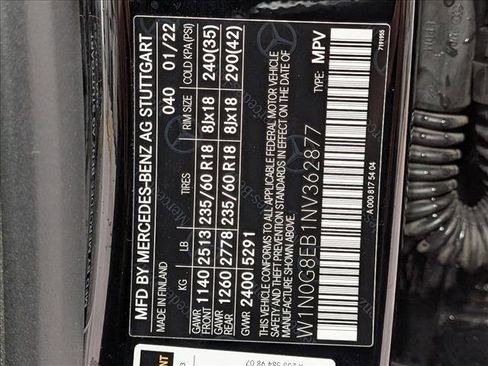 MFD BY MERCEDES-BENZ AG STUTTGART
MADE IN FINLAND 040 01/22
KG LB TIRES RIM SIZE COLD KPA(PSI)
GAWR FRONT 1140 2513 235/60 R18 8Jx18 240(35)
GAWR REAR 1260 2778 235/60 R18 8Jx18 290(42)
GVWR 2400 5291
THIS VEHICLE CONFORMS TO ALL APPLICABLE FEDERAL MOTOR VEHICLE
SAFETY AND THEFT PREVENTION STANDARDS IN EFFECT ON THE DATE OF
MANUFACTURE SHOWN ABOVE.
TYPE: MPV
W1N0G8EB1NV362877
A 000 817 54 04
7191955
Mercedes-Benz